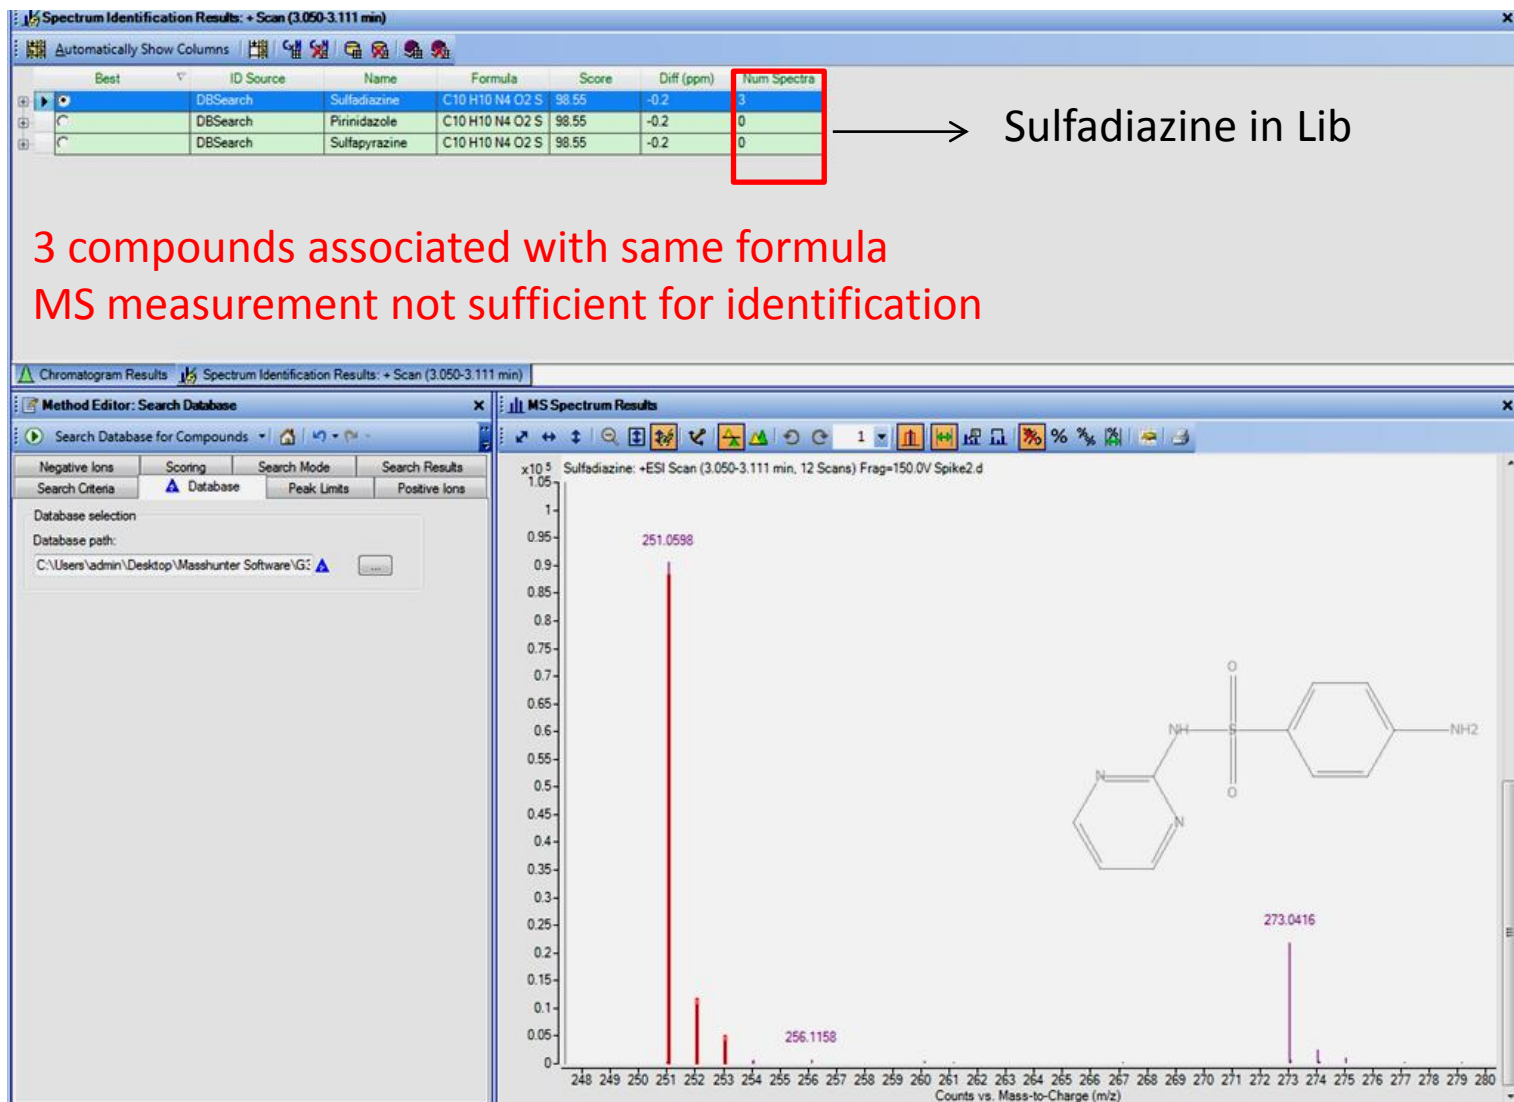 Spectrum Identification Results: + Scan (3.050-3.111 min)
Automatically Show Columns
Best ID Source Name Formula Score Diff (ppm) Num Spectra
DBSearch Sulfadiazine C10 H10 N4 O2 S 98.55 -0.2 3
DBSearch Pirinidazole C10 H10 N4 O2 S 98.55 -0.2 0
DBSearch Sulfapyrazine C10 H10 N4 O2 S 98.55 -0.2 0
Sulfadiazine in Lib
3 compounds associated with same formula
MS measurement not sufficient for identification
Chromatogram Results Spectrum Identification Results: + Scan (3.050-3.111 min)
Method Editor: Search Database
Search Database for Compounds
Negative Ions Scoring Search Mode Search Results
Search Criteria Database Peak Limits Positive Ions
Database selection
Database path:
C:\Users\admin\Desktop\Masshunter Software\G3
...
MS Spectrum Results
1
x10 5 Sulfadiazine: +ESI Scan (3.050-3.111 min, 12 Scans) Frag=150.0V Spike2.d
1.05
1
0.95
0.9
0.85
0.8
0.75
0.7
0.65
0.6
0.55
0.5
0.45
0.4
0.35
0.3
0.25
0.2
0.15
0.1
0.05
0
251.0598
256.1158
273.0416
O
NH S NH2
O
N
N
248 249 250 251 252 253 254 255 256 257 258 259 260 261 262 263 264 265 266 267 268 269 270 271 272 273 274 275 276 277 278 279 280
Counts vs. Mass-to-Charge (m/z)